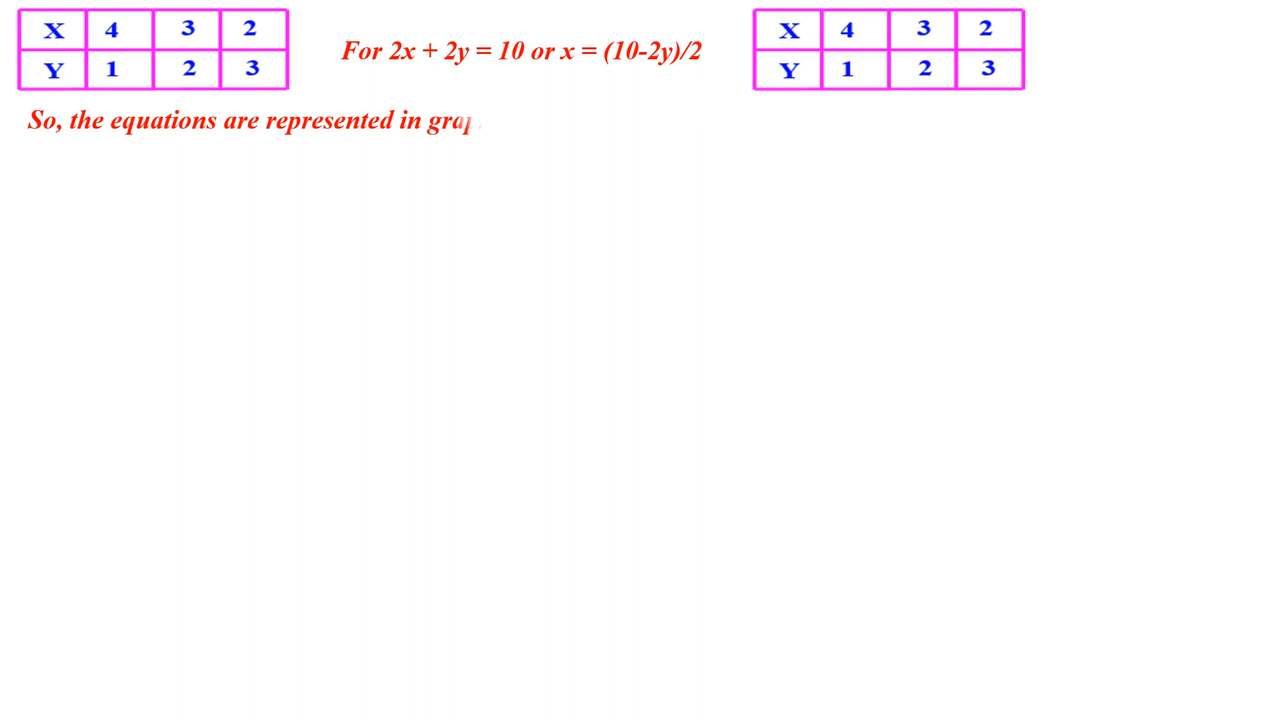 X 4 3 2
Y 1 2 3
For 2x + 2y = 10 or x = (10-2y)/2
X 4 3 2
Y 1 2 3
So, the equations are represented in